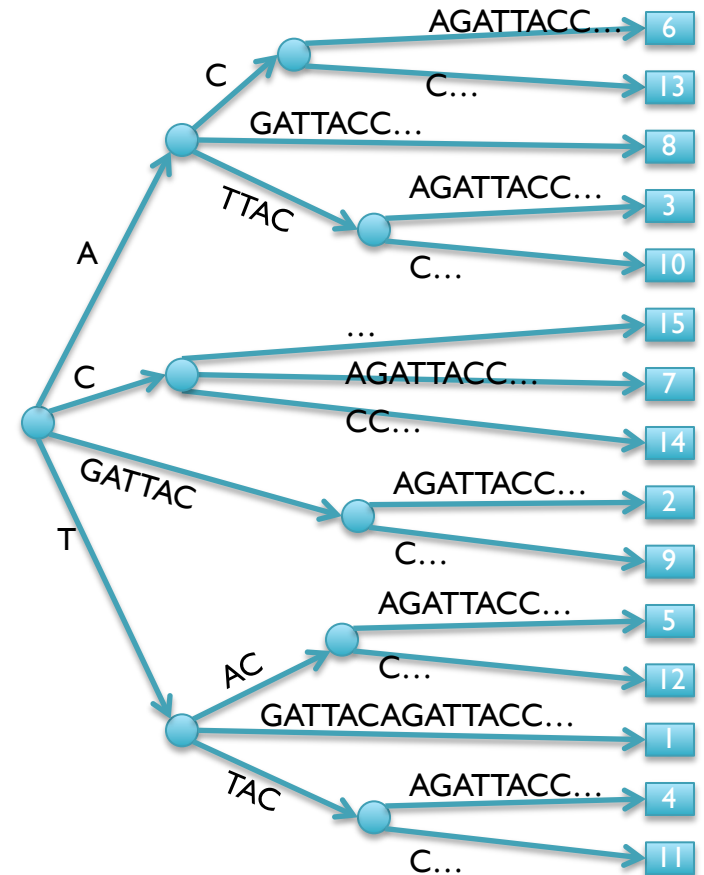 AGATTACC…
6
C
C…
13
GATTACC…
8
TTAC
AGATTACC…
3
A
C…
10
…
15
C
AGATTACC…
7
CC…
14
GATTAC
AGATTACC…
2
T
C…
9
AGATTACC…
5
AC
C…
12
GATTACAGATTACC…
1
TAC
AGATTACC…
4
C…
11